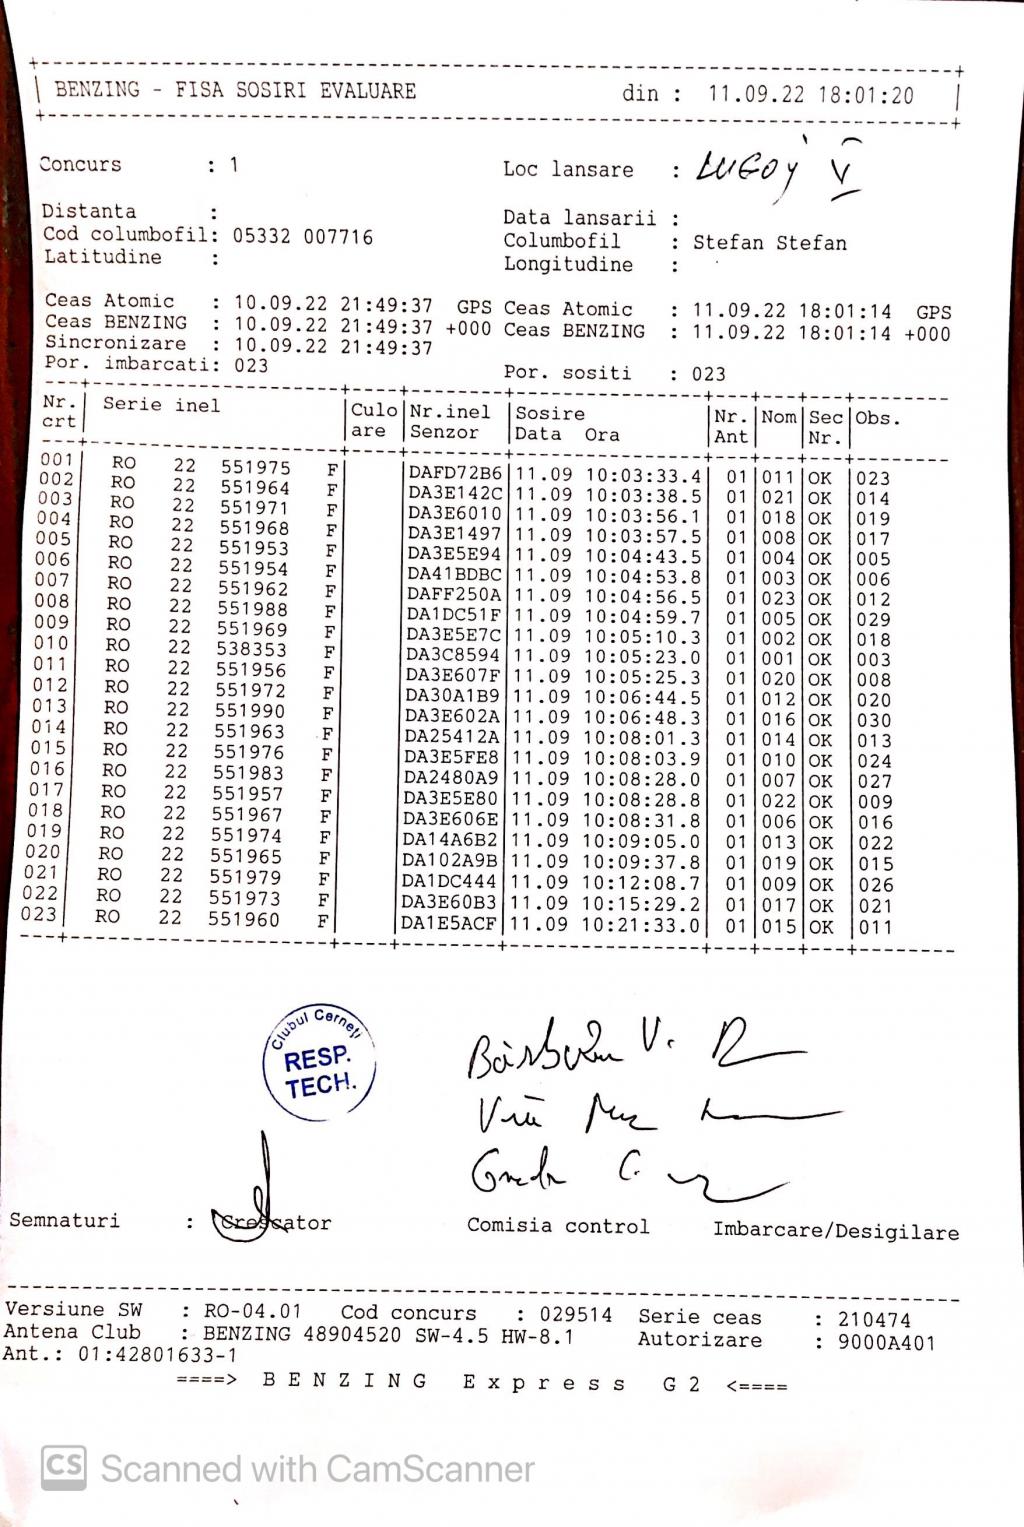 BENZING - FISA SOSIRI EVALUARE din : 11.09.22 18:01:20
Concurs : 1 Loc lansare : LUGOJ V
Distanta : Data lansarii :
Cod columbofil: 05332 007716 Columbofil : Stefan Stefan
Latitudine : Longitudine :
Ceas Atomic : 10.09.22 21:49:37 GPS Ceas Atomic : 11.09.22 18:01:14 GPS
Ceas BENZING : 10.09.22 21:49:37 +000 Ceas BENZING : 11.09.22 18:01:14 +000
Sincronizare : 10.09.22 21:49:37
Por. imbarcati: 023 Por. sositi : 023
Nr. Serie inel Culo Nr.inel Sosire Nr. Nom Sec Obs.
crt are Senzor Data Ora Ant Nr.
001 RO 22 551975 F DAFD72B6 11.09 10:03:33.4 01 011 OK 023
002 RO 22 551964 F DA3E142C 11.09 10:03:38.5 01 021 OK 014
003 RO 22 551971 F DA3E6010 11.09 10:03:56.1 01 018 OK 019
004 RO 22 551968 F DA3E1497 11.09 10:03:57.5 01 008 OK 017
005 RO 22 551953 F DA3E5E94 11.09 10:04:43.5 01 004 OK 005
006 RO 22 551954 F DA41BDBC 11.09 10:04:53.8 01 003 OK 006
007 RO 22 551962 F DAFF250A 11.09 10:04:56.5 01 023 OK 012
008 RO 22 551988 F DA1DC51F 11.09 10:04:59.7 01 005 OK 029
009 RO 22 551969 F DA3E5E7C 11.09 10:05:10.3 01 002 OK 018
010 RO 22 538353 F DA3C8594 11.09 10:05:23.0 01 001 OK 003
011 RO 22 551956 F DA3E607F 11.09 10:05:25.3 01 020 OK 008
012 RO 22 551972 F DA30A1B9 11.09 10:06:44.5 01 012 OK 020
013 RO 22 551990 F DA3E602A 11.09 10:06:48.3 01 016 OK 030
014 RO 22 551963 F DA25412A 11.09 10:08:01.3 01 014 OK 013
015 RO 22 551976 F DA3E5FE8 11.09 10:08:03.9 01 010 OK 024
016 RO 22 551983 F DA2480A9 11.09 10:08:28.0 01 007 OK 027
017 RO 22 551957 F DA3E5E80 11.09 10:08:28.8 01 022 OK 009
018 RO 22 551967 F DA3E606E 11.09 10:08:31.8 01 006 OK 016
019 RO 22 551974 F DA14A6B2 11.09 10:09:05.0 01 013 OK 022
020 RO 22 551965 F DA102A9B 11.09 10:09:37.8 01 019 OK 015
021 RO 22 551979 F DA1DC444 11.09 10:12:08.7 01 009 OK 026
022 RO 22 551973 F DA3E60B3 11.09 10:15:29.2 01 017 OK 021
023 RO 22 551960 F DA1E5ACF 11.09 10:21:33.0 01 015 OK 011
Clubul Cerneți
RESP.
TECH.
Semnaturi : Crescator Comisia control Imbarcare/Desigilare
Versiune SW : RO-04.01 Cod concurs : 029514 Serie ceas : 210474
Antena Club : BENZING 48904520 SW-4.5 HW-8.1 Autorizare : 9000A401
Ant.: 01:42801633-1
====> B E N Z I N G E x p r e s s G 2 <====
CS Scanned with CamScanner